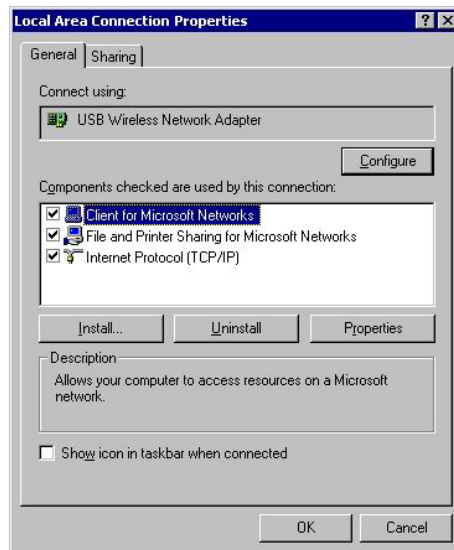 Local Area Connection Properties
General Sharing
Connect using:
USB Wireless Network Adapter
Configure
Components checked are used by this connection:
Client for Microsoft Networks
File and Printer Sharing for Microsoft Networks
Internet Protocol (TCP/IP)
Install... Uninstall Properties
Description
Allows your computer to access resources on a Microsoft
network.
Show icon in taskbar when connected
OK Cancel